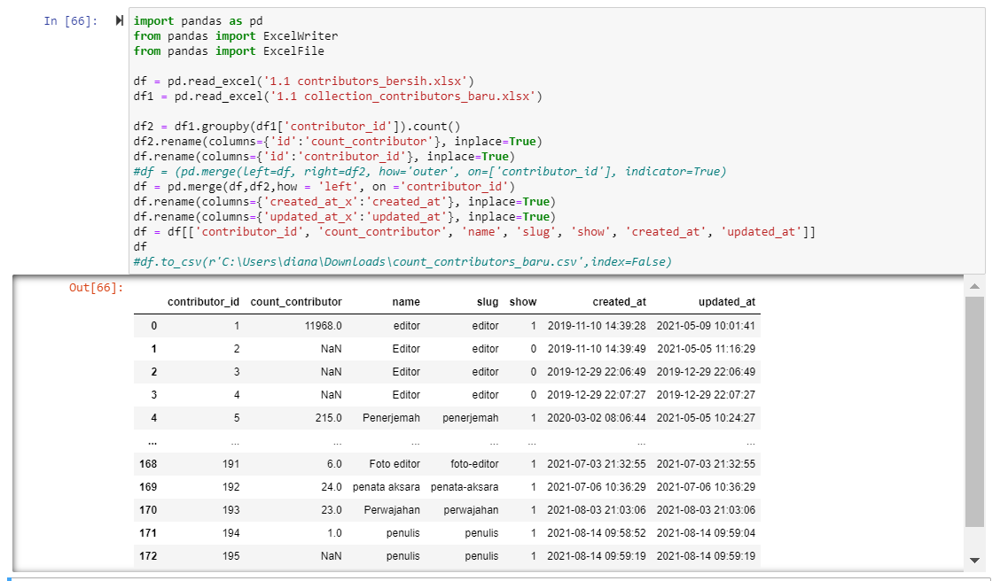 In [66]:
import pandas as pd
from pandas import ExcelWriter
from pandas import ExcelFile
df = pd.read_excel('1.1 contributors_bersih.xlsx')
df1 = pd.read_excel('1.1 collection_contributors_baru.xlsx')
df2 = df1.groupby(df1['contributor_id']).count()
df2.rename(columns={'id':'count_contributor'}, inplace=True)
df.rename(columns={'id':'contributor_id'}, inplace=True)
#df = (pd.merge(left=df, right=df2, how='outer', on=['contributor_id'], indicator=True)
df = pd.merge(df,df2,how = 'left', on ='contributor_id')
df.rename(columns={'created_at_x':'created_at'}, inplace=True)
df.rename(columns={'updated_at_x':'updated_at'}, inplace=True)
df = df[['contributor_id', 'count_contributor', 'name', 'slug', 'show', 'created_at', 'updated_at']]
df
#df.to_csv(r'C:\Users\diana\Downloads\count_contributors_baru.csv',index=False)
Out[66]:
contributor_id count_contributor name slug show created_at updated_at
0 1 11968.0 editor editor 1 2019-11-10 14:39:28 2021-05-09 10:01:41
1 2 NaN Editor editor 0 2019-11-10 14:39:49 2021-05-05 11:16:29
2 3 NaN Editor editor 0 2019-12-29 22:06:49 2019-12-29 22:06:49
3 4 NaN Editor editor 0 2019-12-29 22:07:27 2019-12-29 22:07:27
4 5 215.0 Penerjemah penerjemah 1 2020-03-02 08:06:44 2021-05-05 10:24:27
... ... ... ... ... ... ... ...
168 191 6.0 Foto editor foto-editor 1 2021-07-03 21:32:55 2021-07-03 21:32:55
169 192 24.0 penata aksara penata-aksara 1 2021-07-06 10:36:29 2021-07-06 10:36:29
170 193 23.0 Perwajahan perwajahan 1 2021-08-03 21:03:06 2021-08-03 21:03:06
171 194 1.0 penulis penulis 1 2021-08-14 09:58:52 2021-08-14 09:59:04
172 195 NaN penulis penulis 1 2021-08-14 09:59:19 2021-08-14 09:59:19